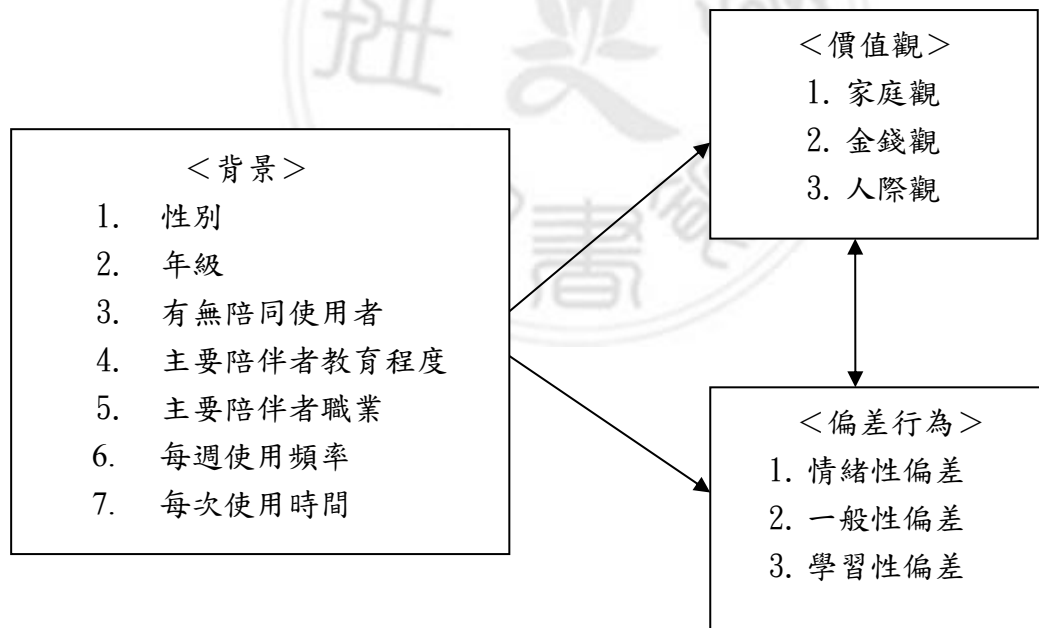 ＜背景＞
1. 性別
2. 年級
3. 有無陪同使用者
4. 主要陪伴者教育程度
5. 主要陪伴者職業
6. 每週使用頻率
7. 每次使用時間
＜價值觀＞
1. 家庭觀
2. 金錢觀
3. 人際觀
＜偏差行為＞
1. 情緒性偏差
2. 一般性偏差
3. 學習性偏差